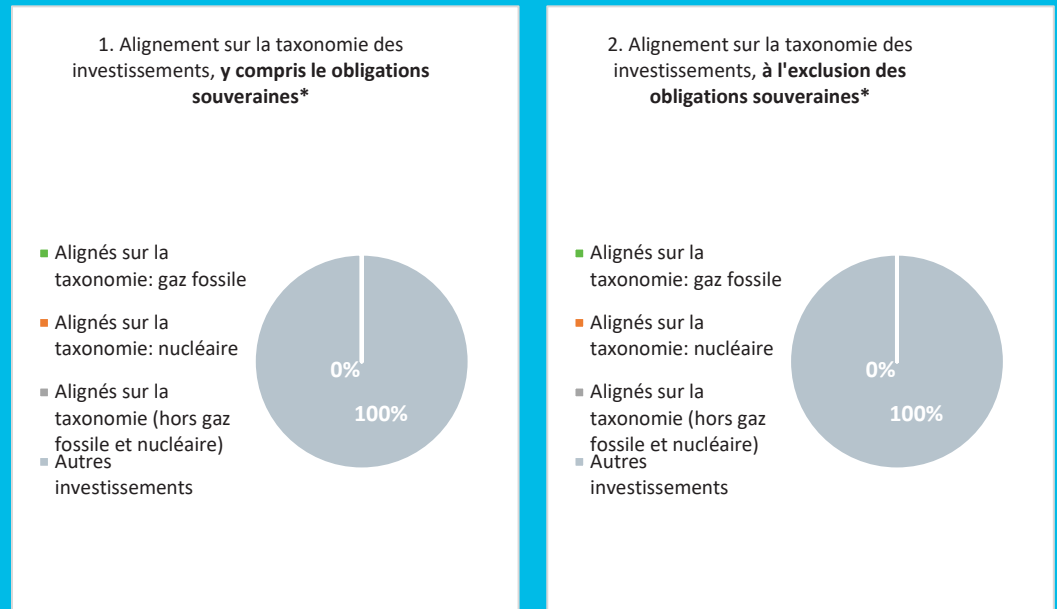 1. Alignement sur la taxonomie des
investissements, y compris le obligations
souveraines*
Alignés sur la
taxonomie: gaz fossile
Alignés sur la
taxonomie: nucléaire
Alignés sur la
taxonomie (hors gaz
fossile et nucléaire)
Autres
investissements
0%
100%
2. Alignement sur la taxonomie des
investissements, à l'exclusion des
obligations souveraines*
Alignés sur la
taxonomie: gaz fossile
Alignés sur la
taxonomie: nucléaire
Alignés sur la
taxonomie (hors gaz
fossile et nucléaire)
Autres
investissements
0%
100%